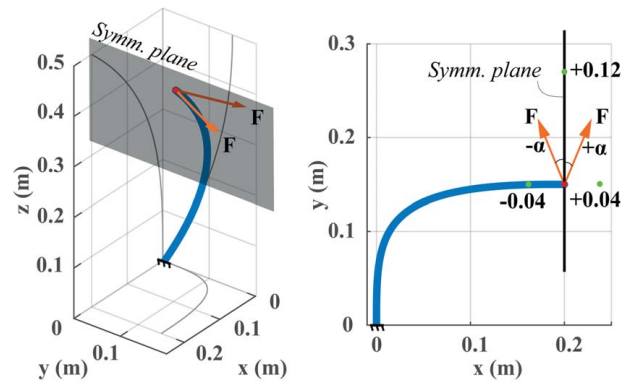 Symm. plane
0.5
0.4
0.3
0.2
0.1
0
z (m)
F
F
0
0.1
0.2
0.1
y (m)
x (m)
0.3
0.2
0.1
0
y (m)
Symm. plane
+0.12
F
F
-α
+α
-0.04
+0.04
0
0.1
0.2
x (m)